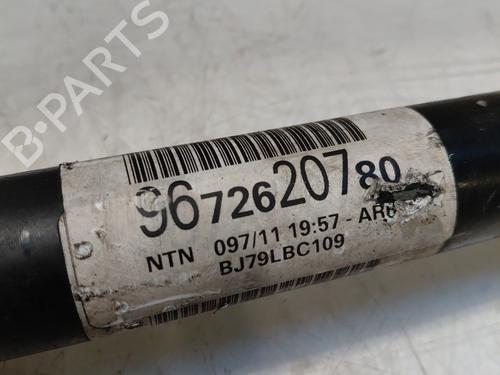 B-PARTS
9672620780
NTN 097/11 19:57 - AR
BJ79LBC109